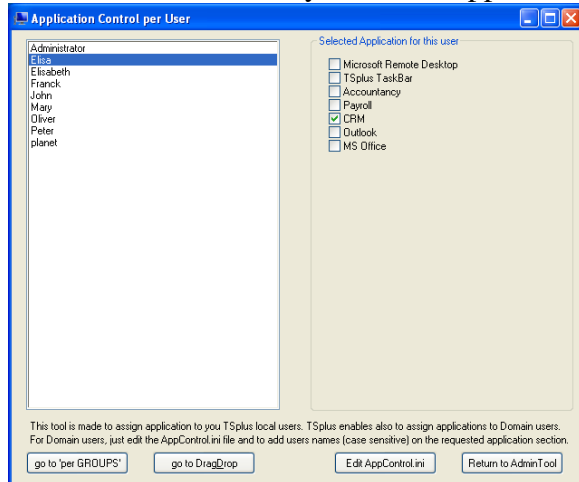 Application Control per User
Administrator
Elisa
Elisabeth
Franck
John
Mary
Oliver
Peter
planet
Selected Application for this user
Microsoft Remote Desktop
TSplus TaskBar
Accountancy
Payroll
CRM
Outlook
MS Office
This tool is made to assign application to you TSplus local users. TSplus enables also to assign applications to Domain users.
For Domain users, just edit the AppControl.ini file and to add users names (case sensitive) on the requested application section.
go to 'per GROUPS'
go to DragDrop
Edit AppControl.ini
Return to AdminTool